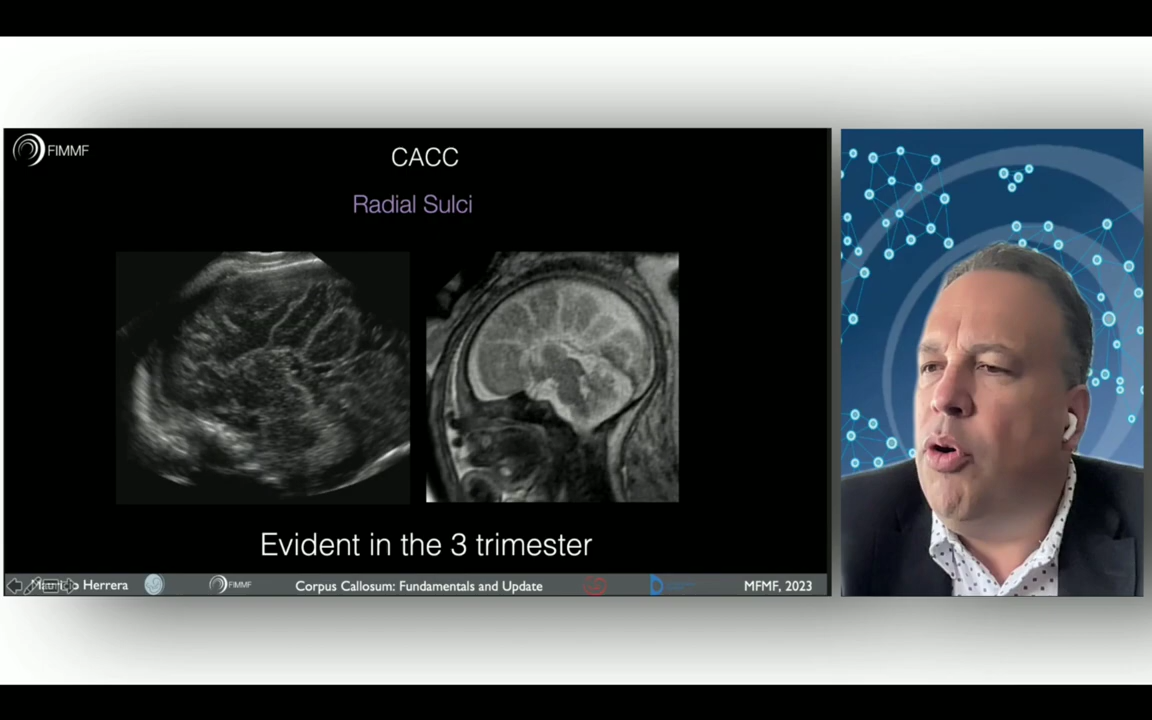 FIMMF
CACC
Radial Sulci
Evident in the 3 trimester
Herrera
FIMMF
Corpus Callosum: Fundamentals and Update
MFMF, 2023